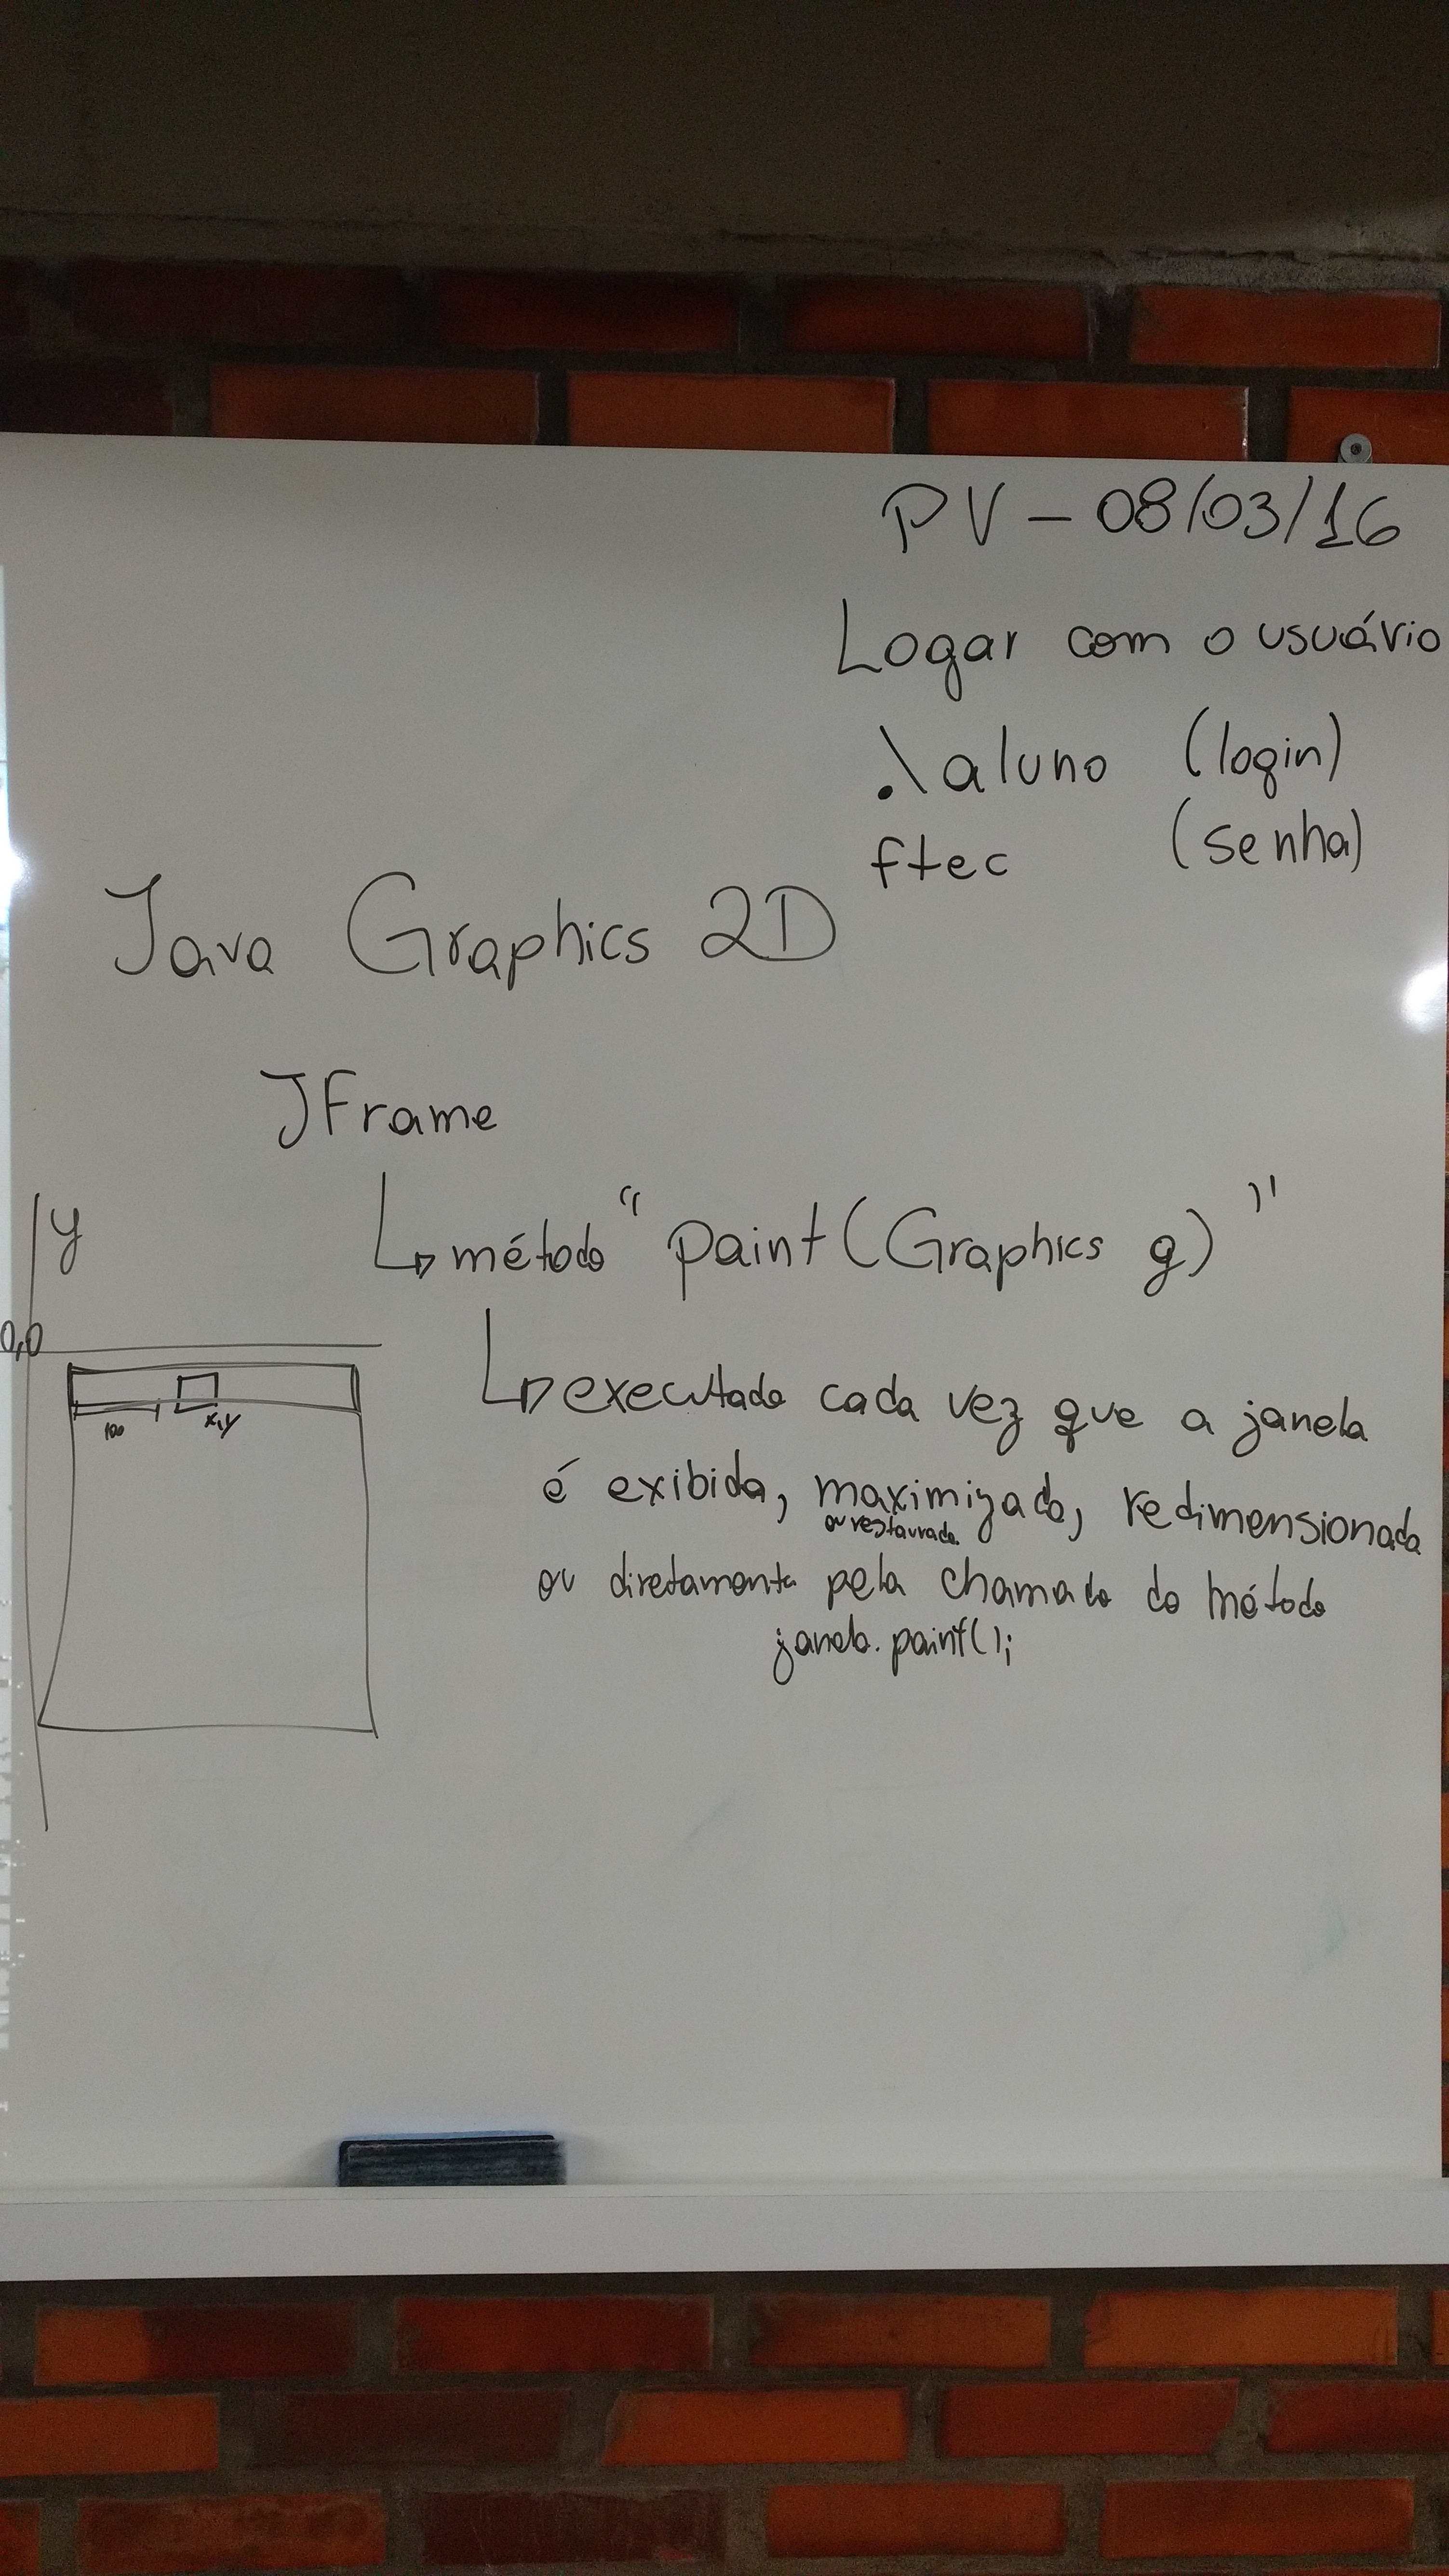 PV - 08/03/16
Logar com o usuário
.\aluno (login)
ftec (senha)
Java Graphics 2D
JFrame
método "paint(Graphics g)"
executado cada vez que a janela
é exibida, maximizada, redimensionada
ou restaurada
ou diretamente pela chamada do método
janela.paint();
y
0,0
100
x,y